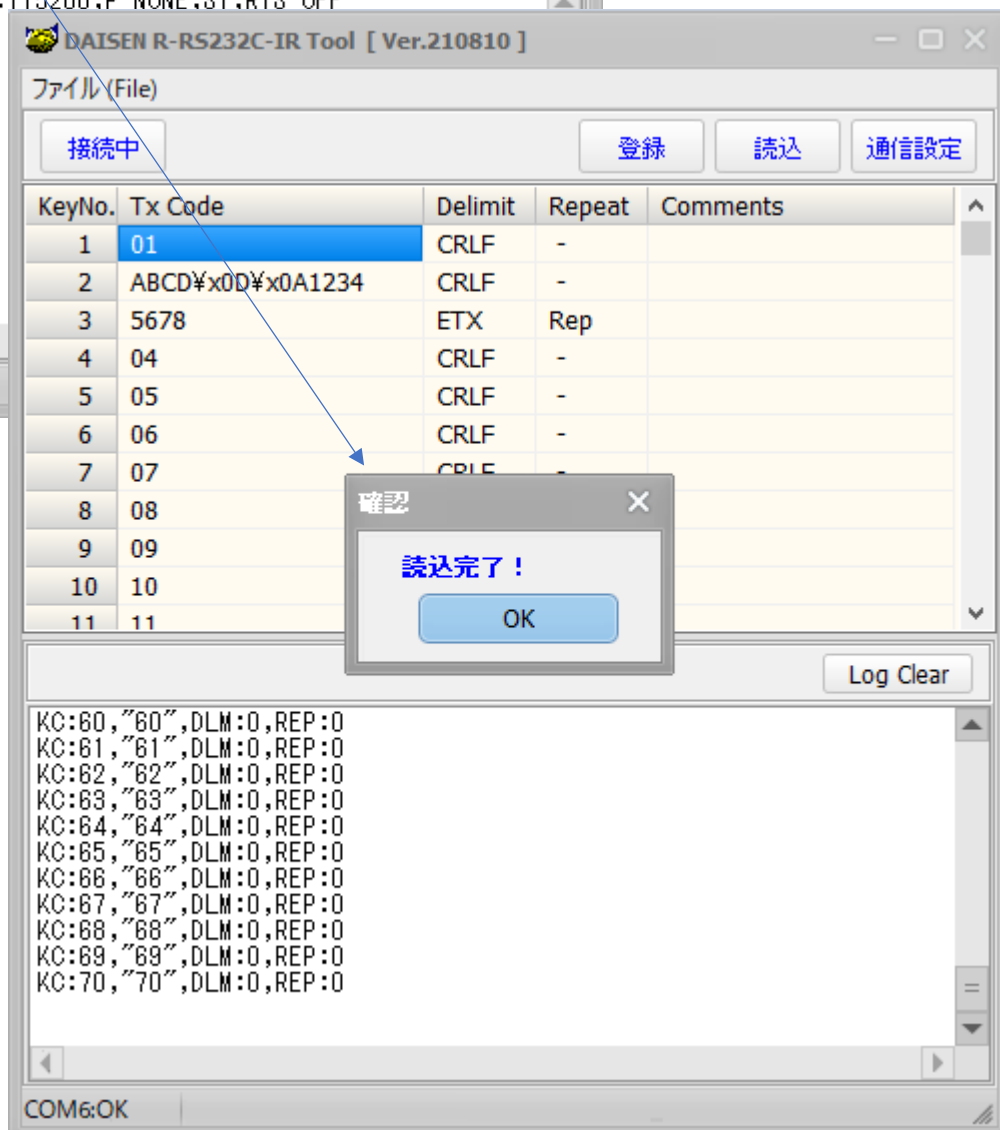 115200,P NONE,S1,RTS OFF
DAISEN R-RS232C-IR Tool [ Ver.210810 ]
ファイル (File)
接続中 登録 読込 通信設定
KeyNo. Tx Code Delimit Repeat Comments
1 01 CRLF -
2 ABCD¥x0D¥x0A1234 CRLF -
3 5678 ETX Rep
4 04 CRLF -
5 05 CRLF -
6 06 CRLF -
7 07 CRLF -
8 08
9 09
10 10
11 11
確認
読込完了！
OK
Log Clear
KC:60,"60",DLM:0,REP:0
KC:61,"61",DLM:0,REP:0
KC:62,"62",DLM:0,REP:0
KC:63,"63",DLM:0,REP:0
KC:64,"64",DLM:0,REP:0
KC:65,"65",DLM:0,REP:0
KC:66,"66",DLM:0,REP:0
KC:67,"67",DLM:0,REP:0
KC:68,"68",DLM:0,REP:0
KC:69,"69",DLM:0,REP:0
KC:70,"70",DLM:0,REP:0
COM6:OK